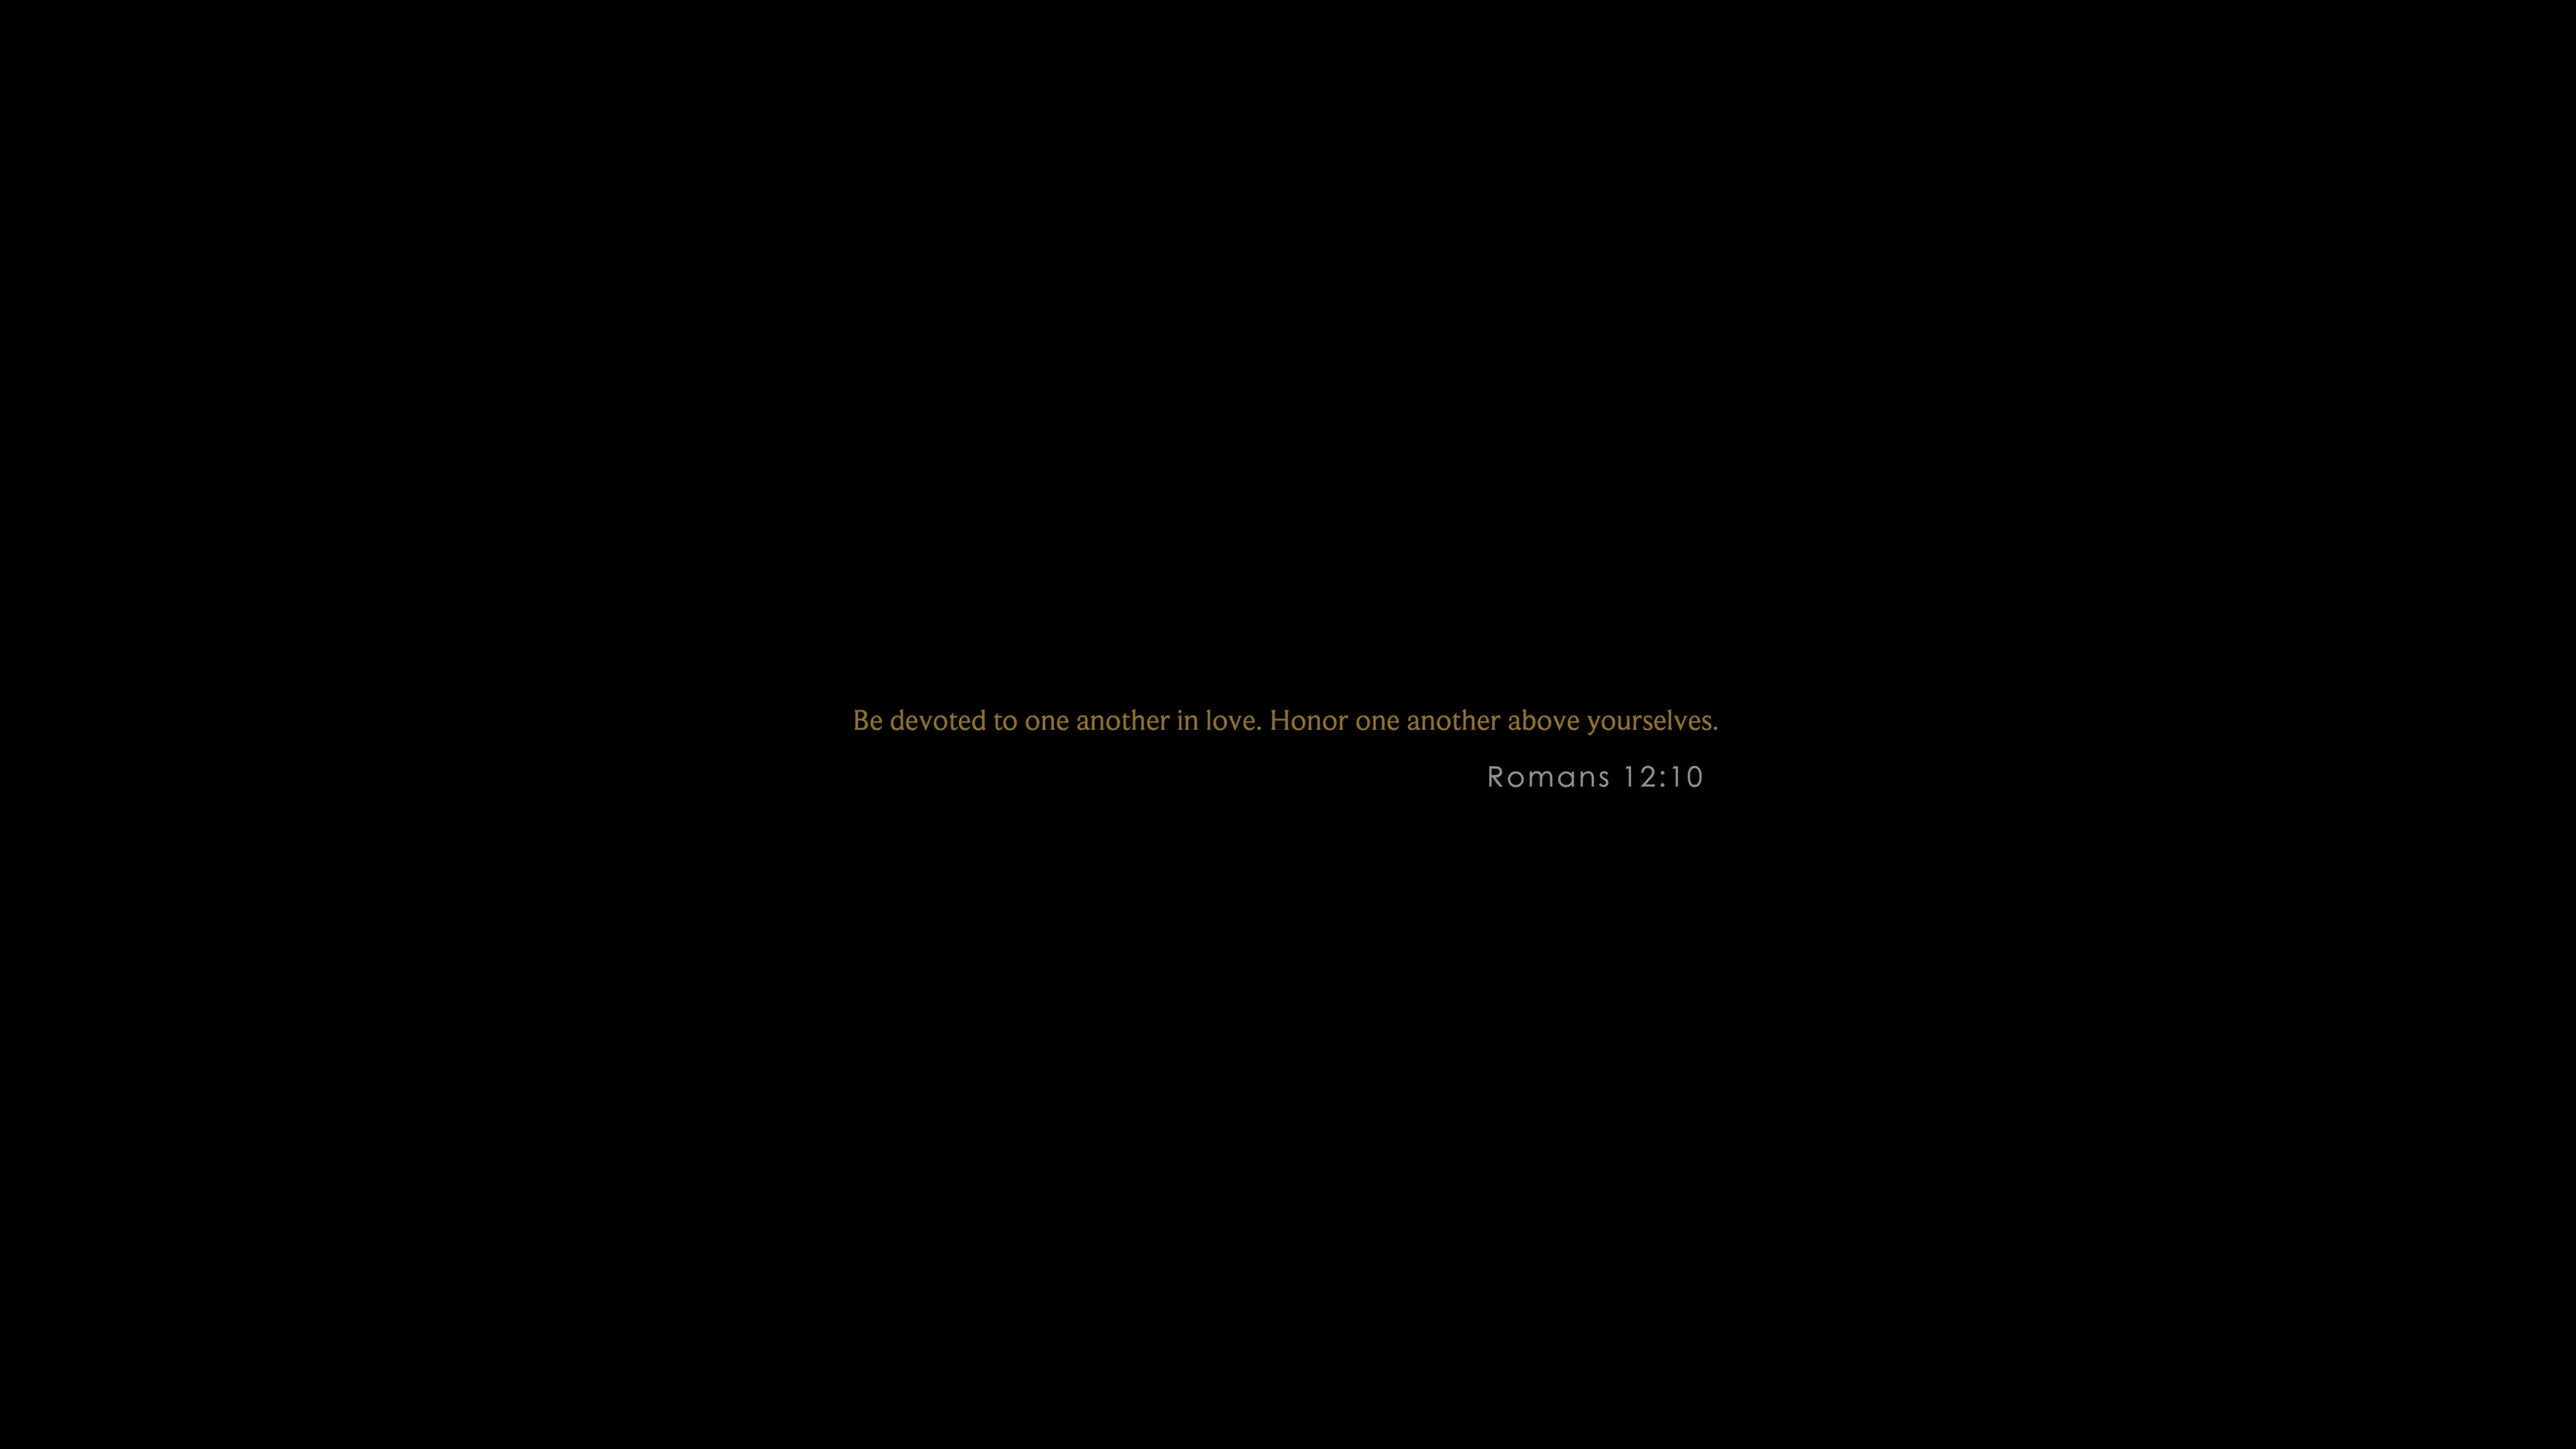 Be devoted to one another in love. Honor one another above yourselves.
Romans 12:10